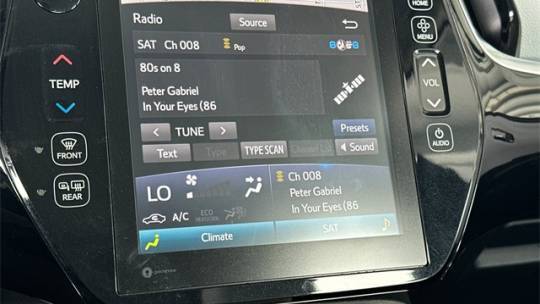 HOME
Radio Source
MENU
SAT Ch 008 Pop
80s on 8
TEMP
Peter Gabriel
In Your Eyes (86
VOL
TUNE Presets
FRONT
Text Type TYPE SCAN Channel List Sound
AUDIO
REAR
LO
Ch 008
Peter Gabriel
In Your Eyes (86
A/C ECO
Climate SAT